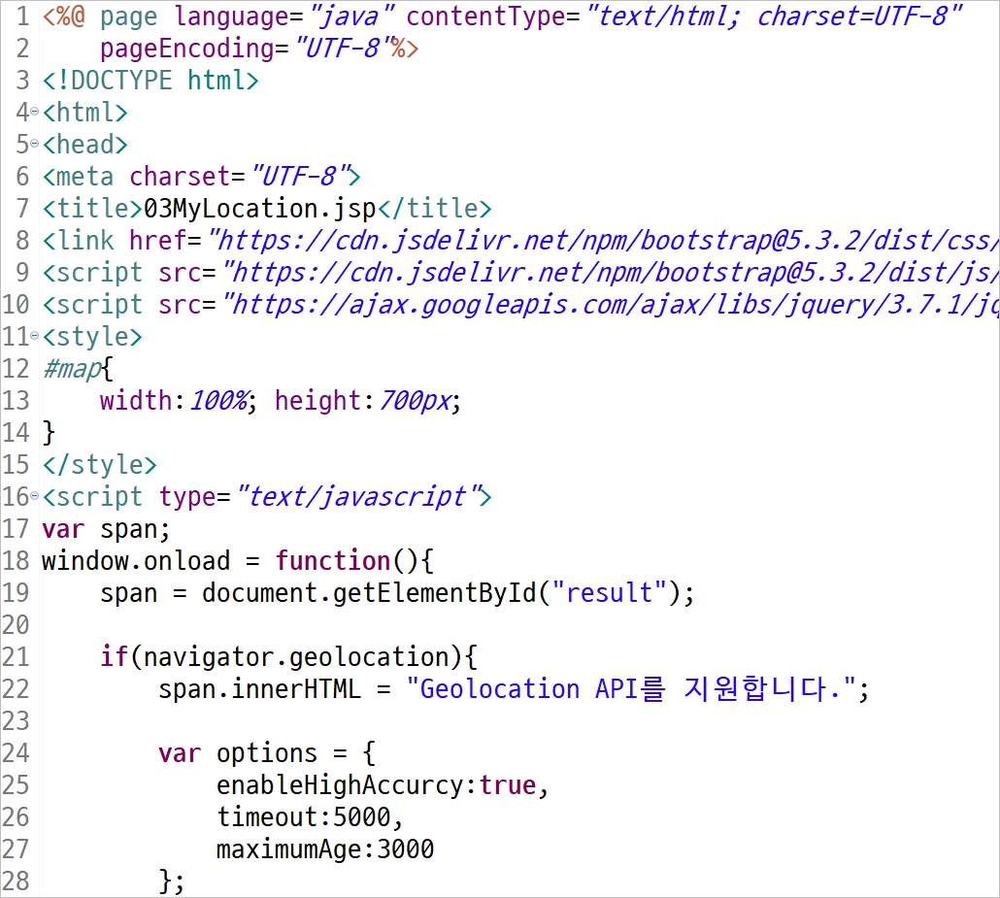 1 <%@ page language="java" contentType="text/html; charset=UTF-8"
2     pageEncoding="UTF-8"%>
3 <!DOCTYPE html>
4 <html>
5 <head>
6 <meta charset="UTF-8">
7 <title>03MyLocation.jsp</title>
8 <link href="https://cdn.jsdelivr.net/npm/bootstrap@5.3.2/dist/css/
9 <script src="https://cdn.jsdelivr.net/npm/bootstrap@5.3.2/dist/js/
10 <script src="https://ajax.googleapis.com/ajax/libs/jquery/3.7.1/jq
11 <style>
12 #map{
13     width:100%; height:700px;
14 }
15 </style>
16 <script type="text/javascript">
17 var span;
18 window.onload = function(){
19     span = document.getElementById("result");
20
21     if(navigator.geolocation){
22         span.innerHTML = "Geolocation API를 지원합니다.";
23
24         var options = {
25             enableHighAccurcy:true,
26             timeout:5000,
27             maximumAge:3000
28         };